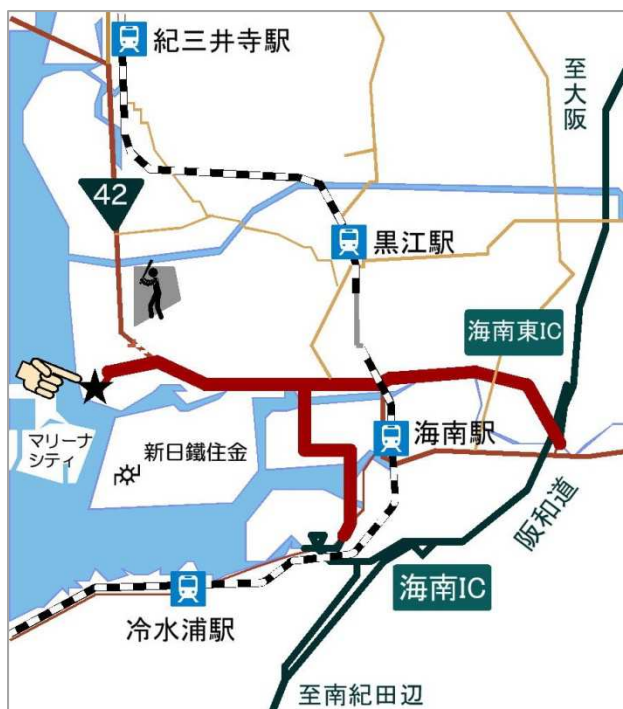 紀三井寺駅
至大阪
42
黒江駅
海南東IC
海南駅
マリーナ
シティ
新日鐵住金
阪和道
海南IC
冷水浦駅
至南紀田辺